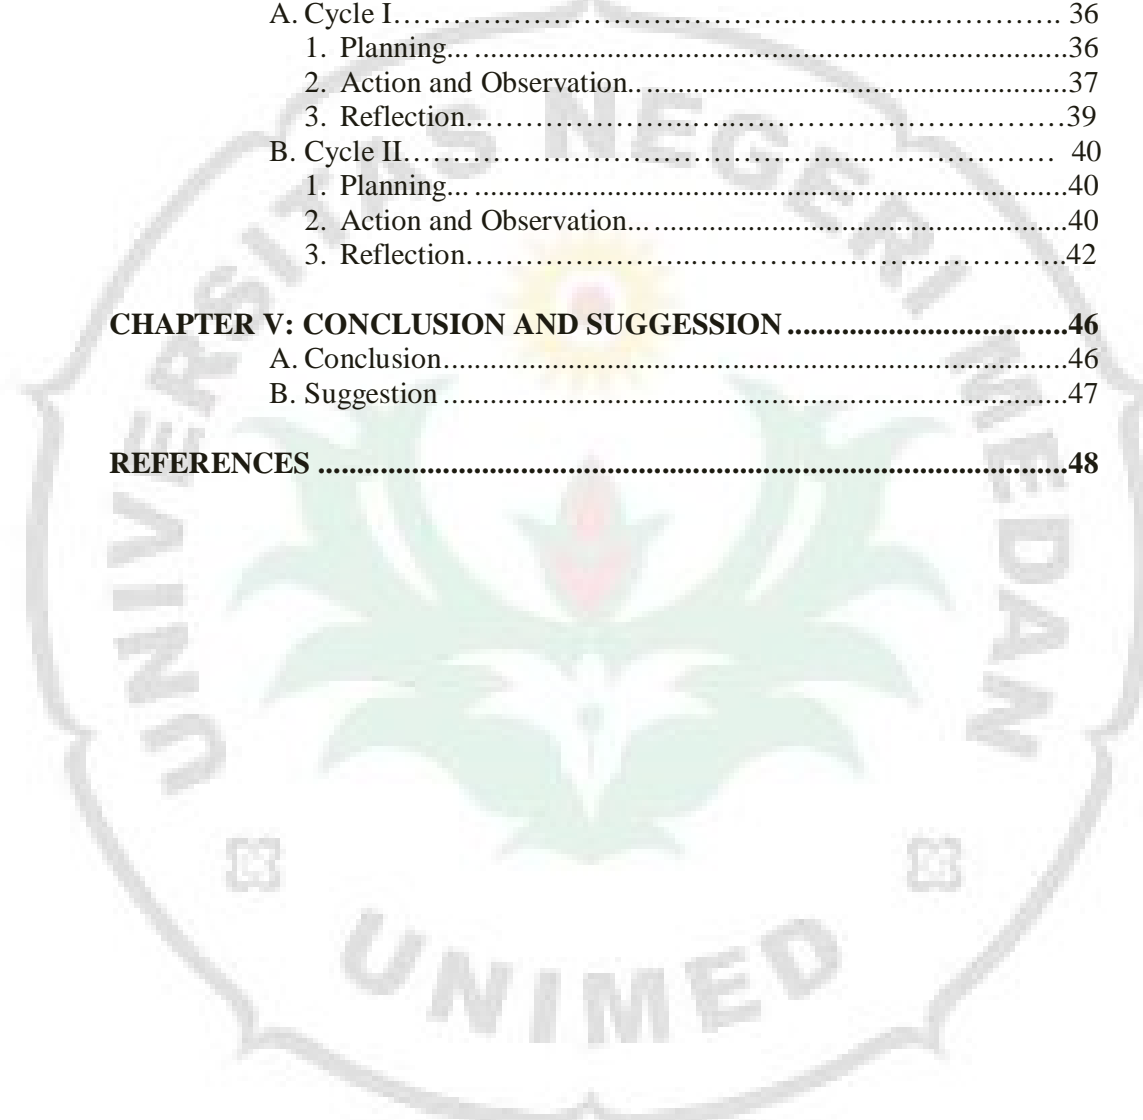 A. Cycle I…………………………………………..…………..…………. 36
1. Planning... .............................................................................36
2. Action and Observation.. .......................................................37
3. Reflection……………………………..……………………………….39
B. Cycle II……………………………………………..………………… 40
1. Planning... .............................................................................40
2. Action and Observation... ......................................................40
3. Reflection………………………..…………………………………..42
CHAPTER V: CONCLUSION AND SUGGESSION ....................................46
A. Conclusion.................................................................................46
B. Suggestion .................................................................................47
REFERENCES .................................................................................................48
UNIVERSITAS NEGERI MEDAN
UNIMED